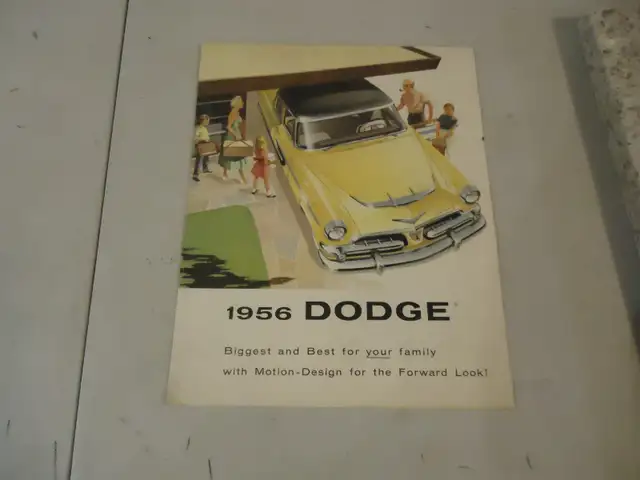 1956 DODGE
Biggest and Best for your family
with Motion-Design for the Forward Look!